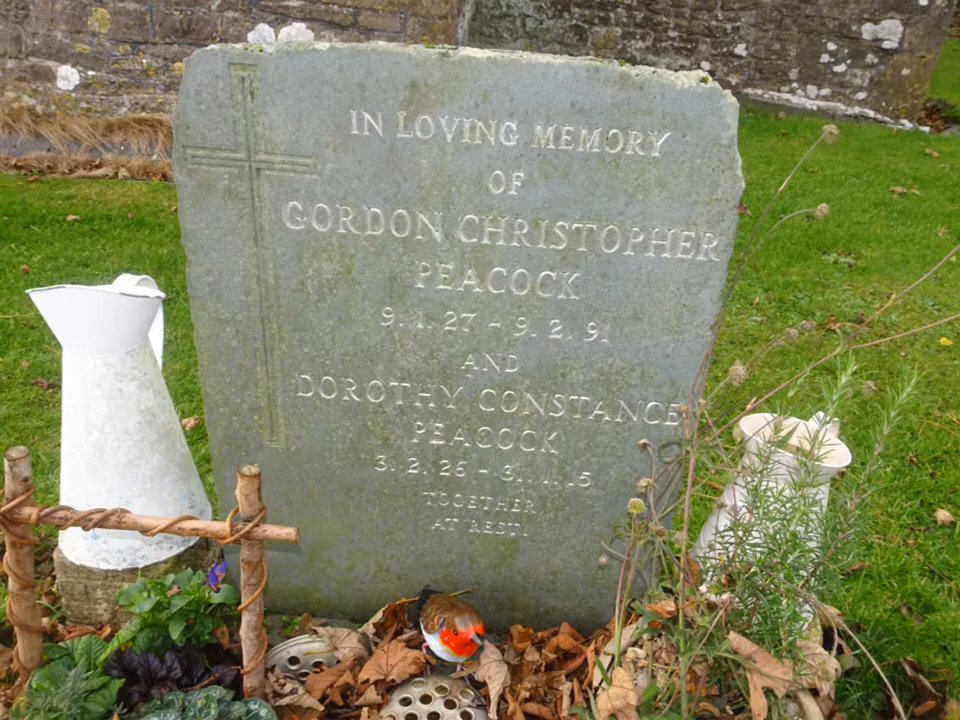 IN LOVING MEMORY
OF
GORDON CHRISTOPHER
PEACOCK
9. 1. 27 - 9. 2. 91
AND
DOROTHY CONSTANCE
PEACOCK
3. 2. 26 - 3. 1. 15
TOGETHER
AT REST